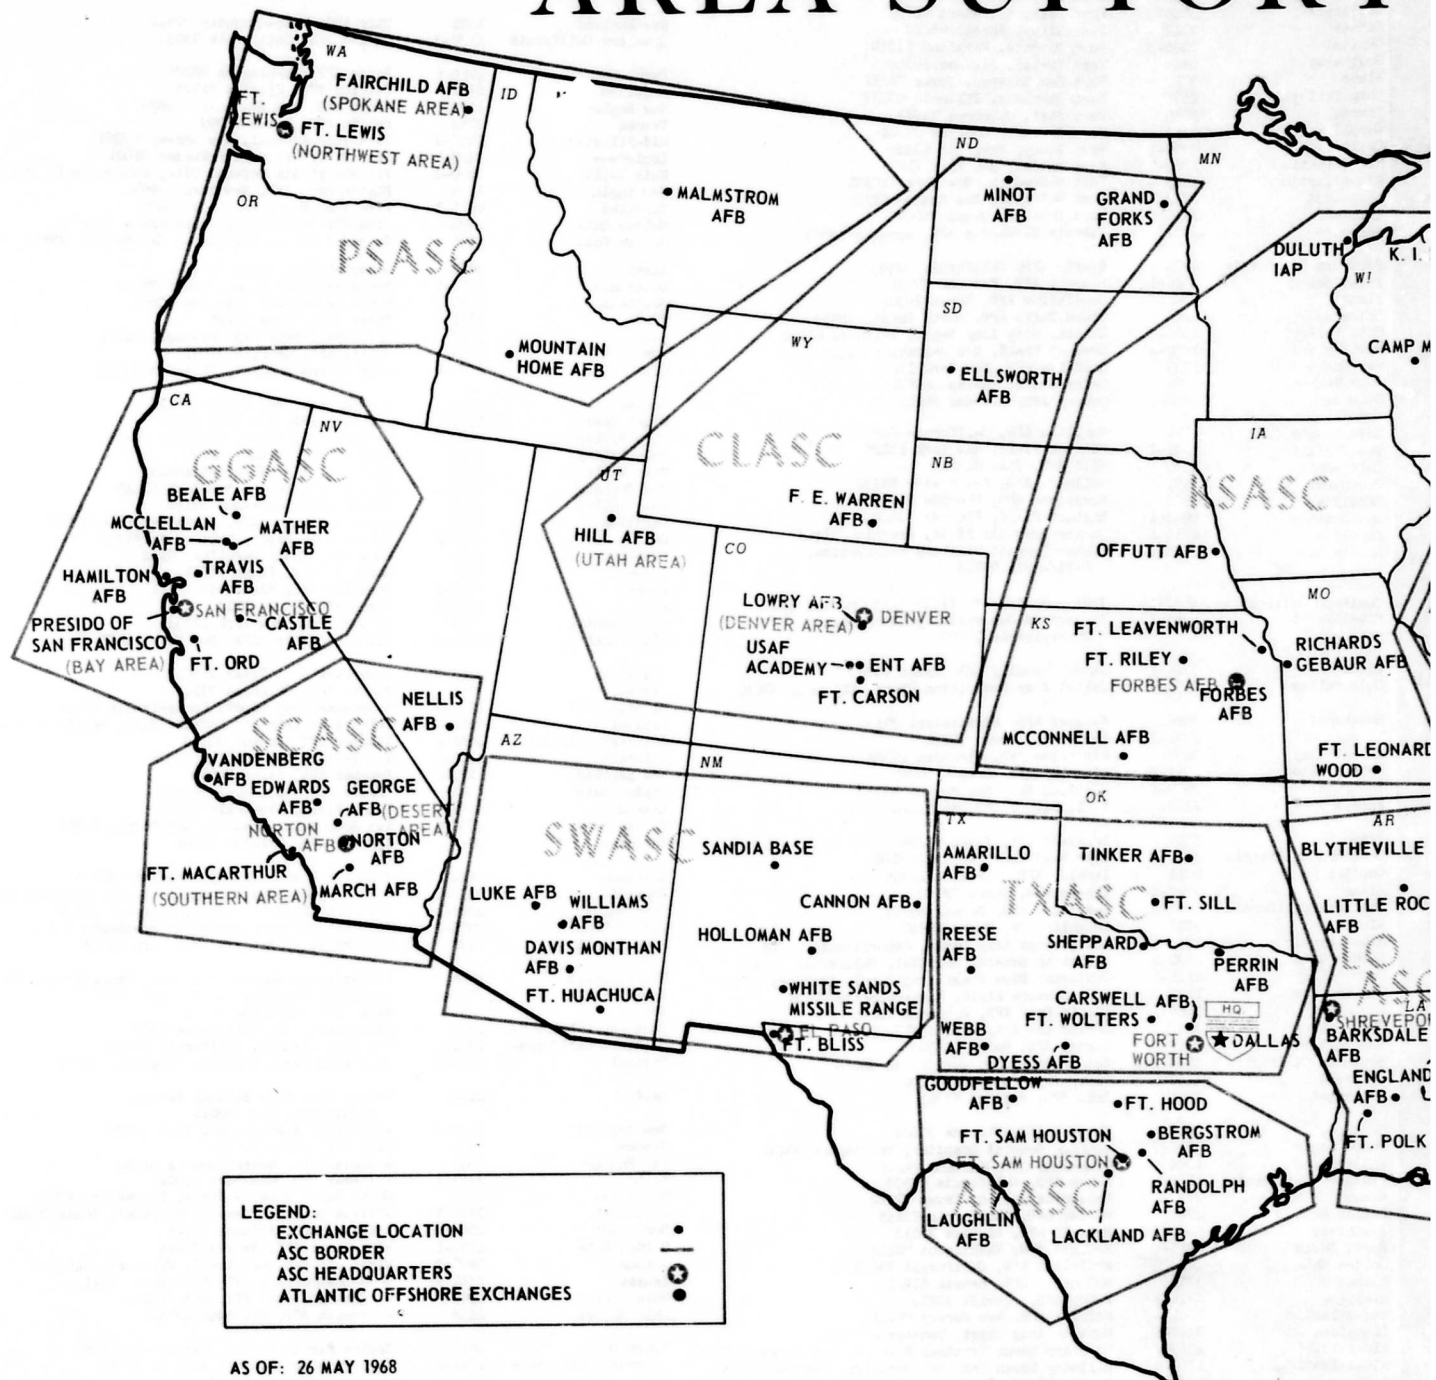 AREA SUPPORT
WA
FAIRCHILD AFB
(SPOKANE AREA)
FT.
LEWIS
FT. LEWIS
(NORTHWEST AREA)
ID
OR
PSASC
MALMSTROM
AFB
MOUNTAIN
HOME AFB
ND
MINOT
AFB
GRAND
FORKS
AFB
MN
DULUTH
IAP
K. I.
WI
CAMP M
SD
ELLSWORTH
AFB
WY
CLASC
F. E. WARREN
AFB
NB
IA
KSASC
OFFUTT AFB
CA
NV
GGASC
BEALE AFB
MCCLELLAN
AFB
MATHER
AFB
HAMILTON
AFB
TRAVIS
AFB
SAN FRANCISCO
PRESIDO OF
SAN FRANCISCO
(BAY AREA)
CASTLE
AFB
FT. ORD
UT
HILL AFB
(UTAH AREA)
CO
LOWRY AFB
(DENVER AREA)
DENVER
USAF
ACADEMY
ENT AFB
FT. CARSON
KS
FT. LEAVENWORTH
FT. RILEY
FORBES AFB
FORBES
AFB
MCCONNELL AFB
MO
RICHARDS
GEBAUR AFB
FT. LEONARD
WOOD
NELLIS
AFB
SCASC
VANDENBERG
AFB
EDWARDS
AFB
GEORGE
AFB
(DESERT
AREA)
NORTON
AFB
NORTON
AFB
FT. MACARTHUR
(SOUTHERN AREA)
MARCH AFB
AZ
NM
SWASC
SANDIA BASE
LUKE AFB
WILLIAMS
AFB
CANNON AFB
DAVIS MONTHAN
AFB
HOLLOMAN AFB
FT. HUACHUCA
WHITE SANDS
MISSILE RANGE
EL PASO
FT. BLISS
OK
TX
AMARILLO
AFB
TINKER AFB
TXASC
FT. SILL
REESE
AFB
SHEPPARD
AFB
PERRIN
AFB
CARSWELL AFB
FT. WOLTERS
HQ
WEBB
AFB
FORT
WORTH
DALLAS
DYESS AFB
AR
BLYTHEVILLE
LITTLE ROC
AFB
LO
ASC
LA
SHREVEPO
BARKSDALE
AFB
ENGLAND
AFB
FT. POLK
GOODFELLOW
AFB
FT. HOOD
FT. SAM HOUSTON
FT. SAM HOUSTON
BERGSTROM
AFB
ALASC
RANDOLPH
AFB
LAUGHLIN
AFB
LACKLAND AFB
LEGEND:
EXCHANGE LOCATION
ASC BORDER
ASC HEADQUARTERS
ATLANTIC OFFSHORE EXCHANGES
AS OF: 26 MAY 1968